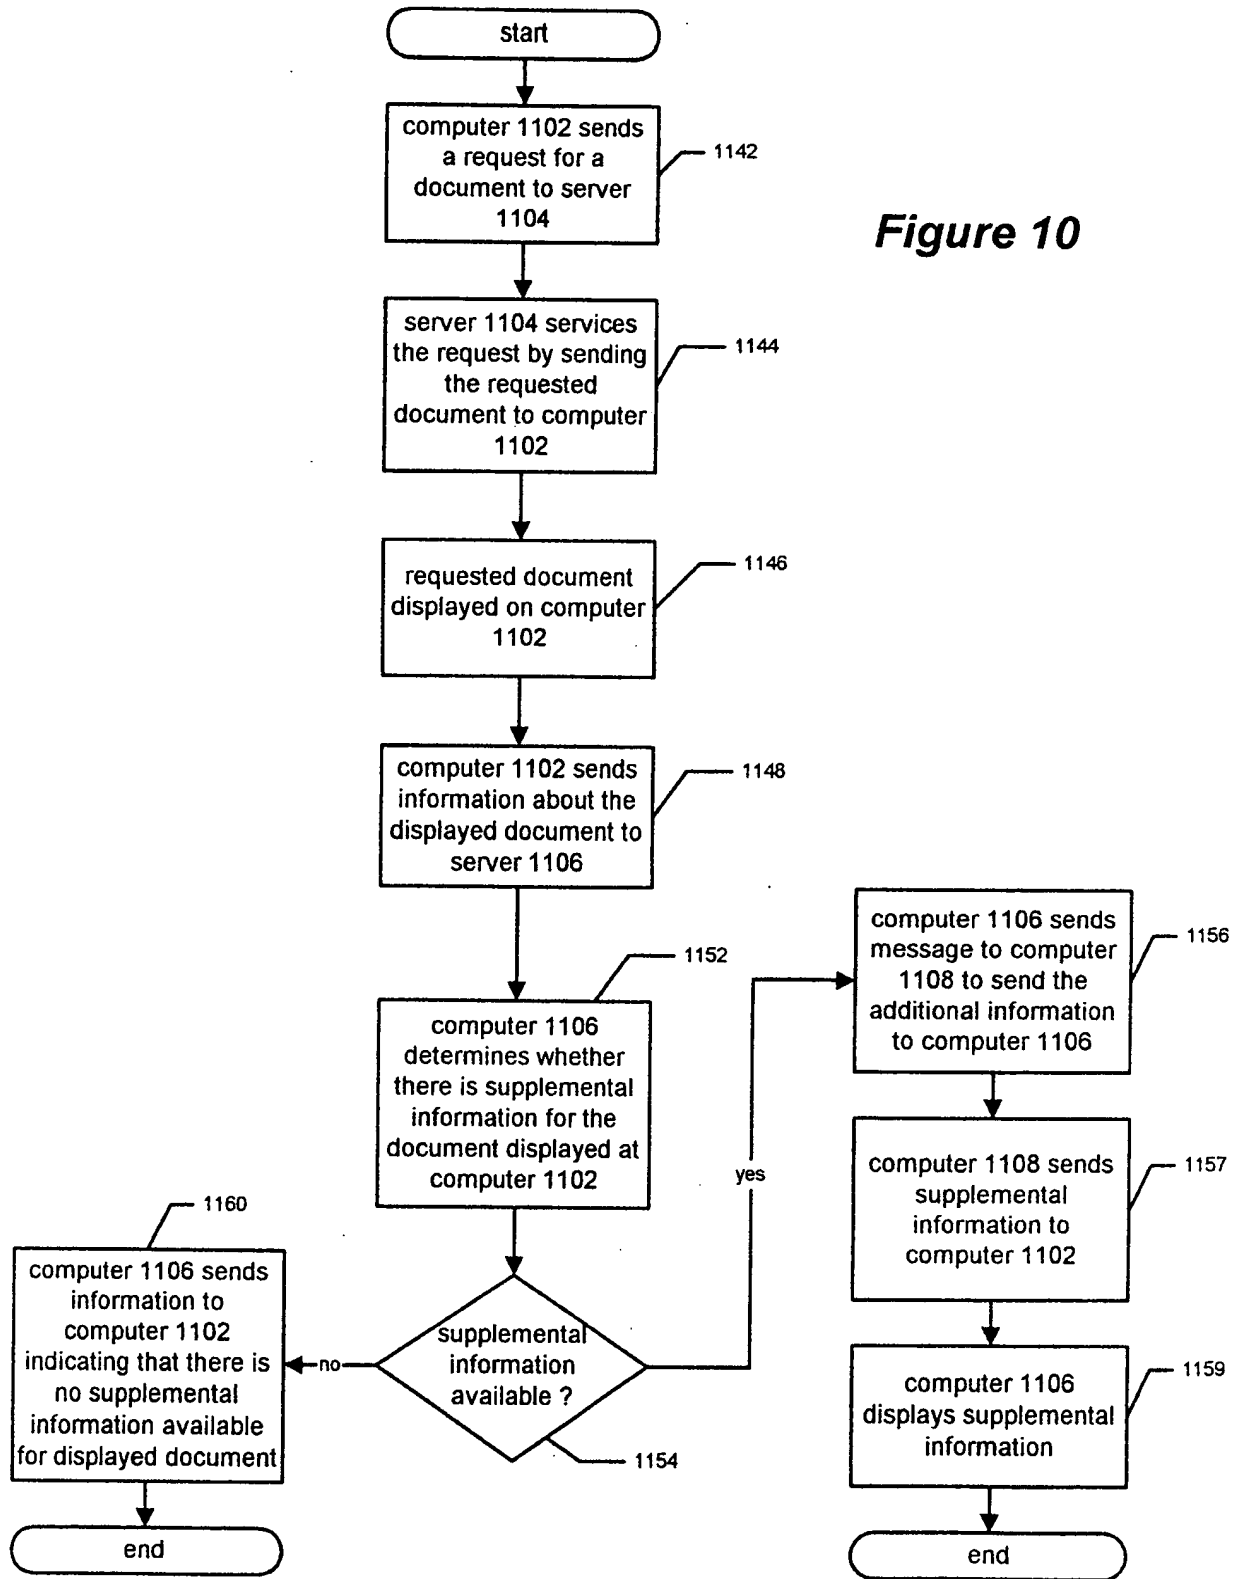 start
computer 1102 sends
a request for a
document to server
1104
1142
Figure 10
server 1104 services
the request by sending
the requested
document to computer
1102
1144
requested document
displayed on computer
1102
1146
computer 1102 sends
information about the
displayed document to
server 1106
1148
computer 1106
determines whether
there is supplemental
information for the
document displayed at
computer 1102
1152
supplemental
information
available ?
1154
no
yes
computer 1106 sends
information to
computer 1102
indicating that there is
no supplemental
information available
for displayed document
1160
end
computer 1106 sends
message to computer
1108 to send the
additional information
to computer 1106
1156
computer 1108 sends
supplemental
information to
computer 1102
1157
computer 1106
displays supplemental
information
1159
end